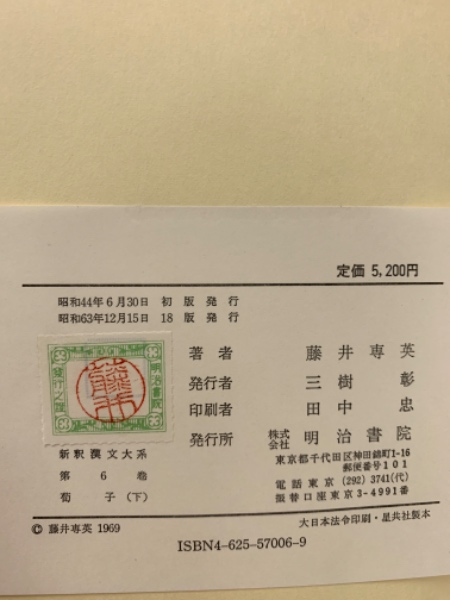 定価 5,200円
昭和44年6月30日 初版発行
昭和63年12月15日 18版発行
著者 藤井専英
発行者 三樹彰
印刷者 田中忠
発行所 株式会社 明治書院
東京都千代田区神田錦町1-16
郵便番号101
電話東京(292)3741(代)
振替口座東京3-4991番
新釈漢文大系
第6巻
荀子(下)
© 藤井専英 1969
大日本法令印刷・星共社製本
ISBN4-625-57006-9